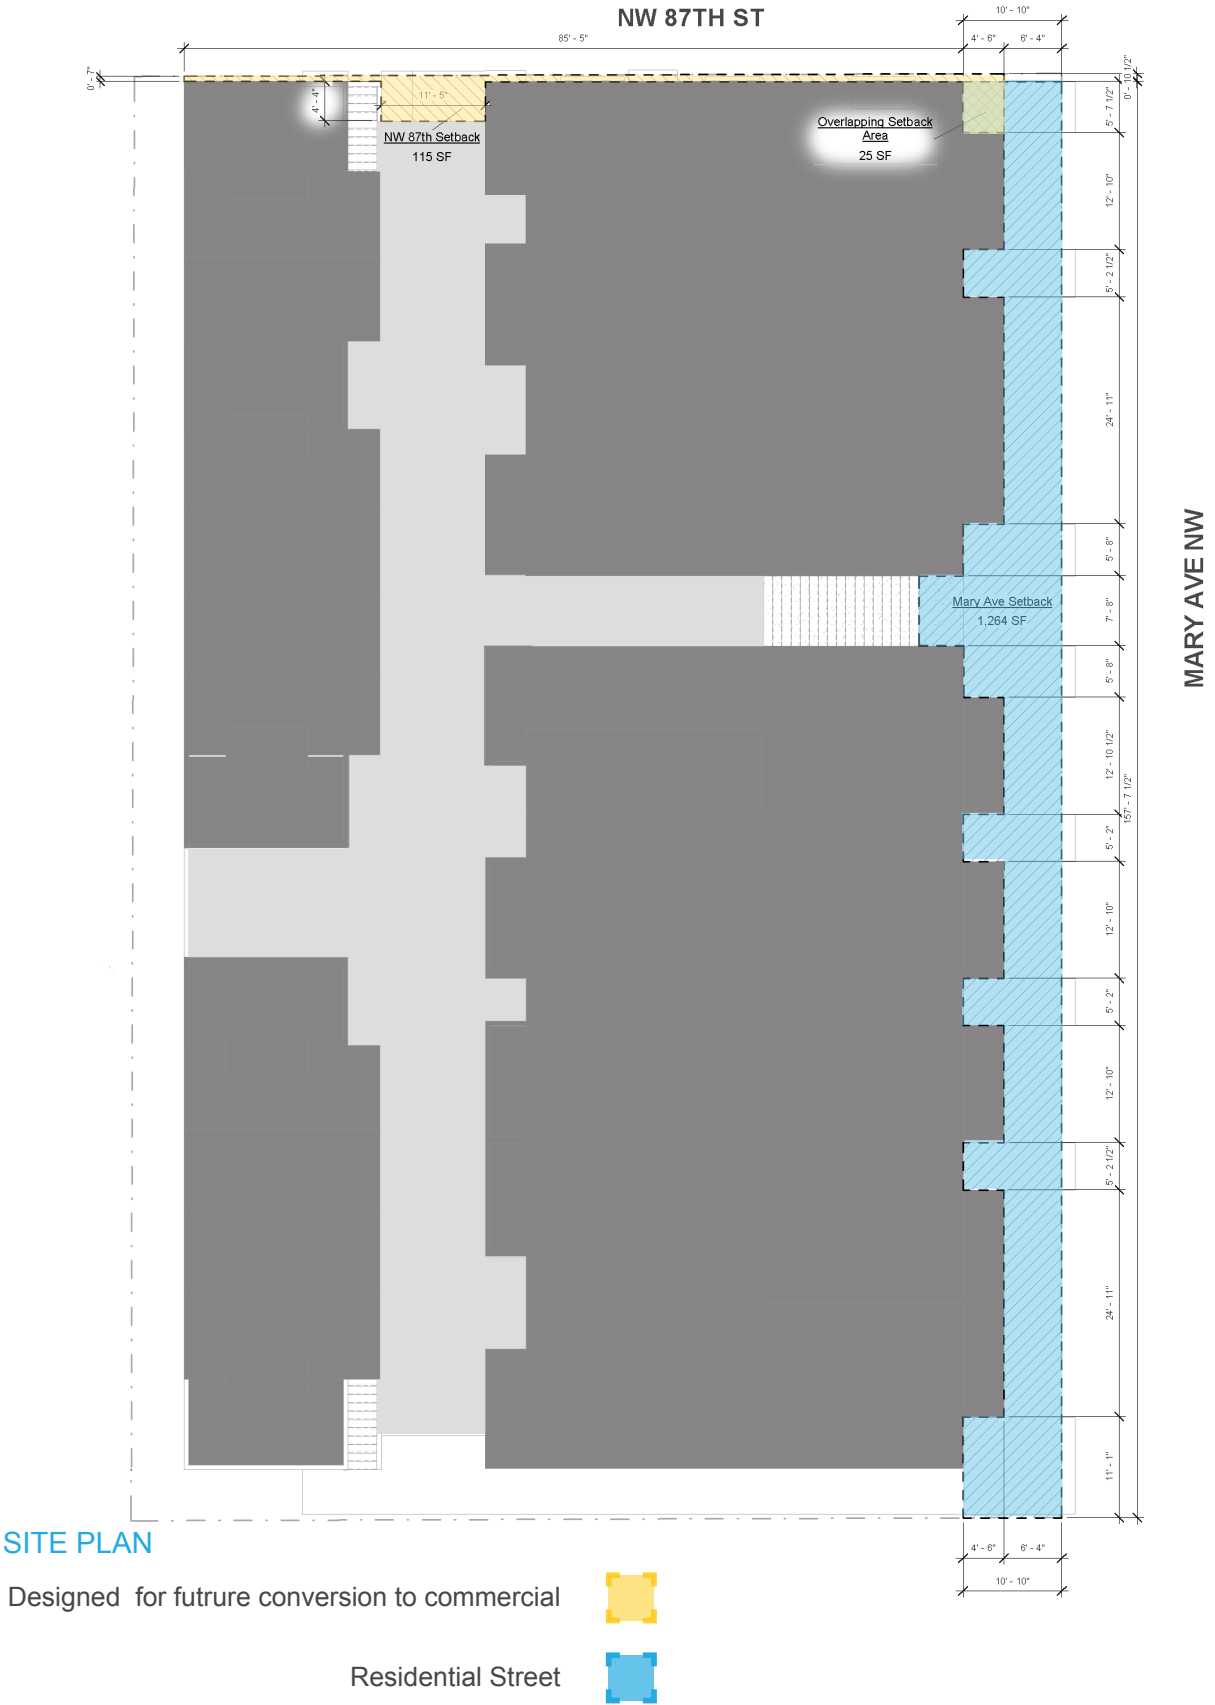 NW 87TH ST
10' - 10"
85' - 5"
4' - 6"
6' - 4"
0' - 7"
0' - 10 1/2"
4' - 4"
11' - 5"
5' - 7 1/2"
NW 87th Setback
115 SF
Overlapping Setback
Area
25 SF
12' - 10"
5' - 2 1/2"
24' - 11"
5' - 8"
MARY AVE NW
Mary Ave Setback
1,264 SF
7' - 8"
5' - 8"
12' - 10 1/2"
157' - 7 1/2"
5' - 2"
12' - 10"
5' - 2"
12' - 10"
5' - 2 1/2"
24' - 11"
11' - 1"
SITE PLAN
4' - 6"
6' - 4"
10' - 10"
Designed for futrure conversion to commercial
Residential Street